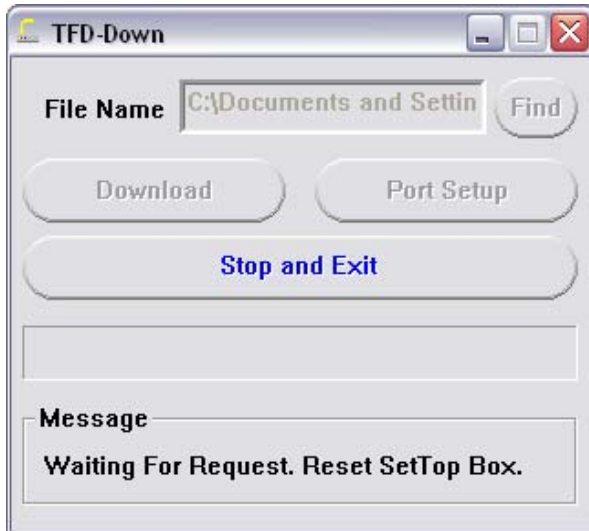 TFD-Down
File Name C:\Documents and Settin Find
Download Port Setup
Stop and Exit
Message
Waiting For Request. Reset SetTop Box.